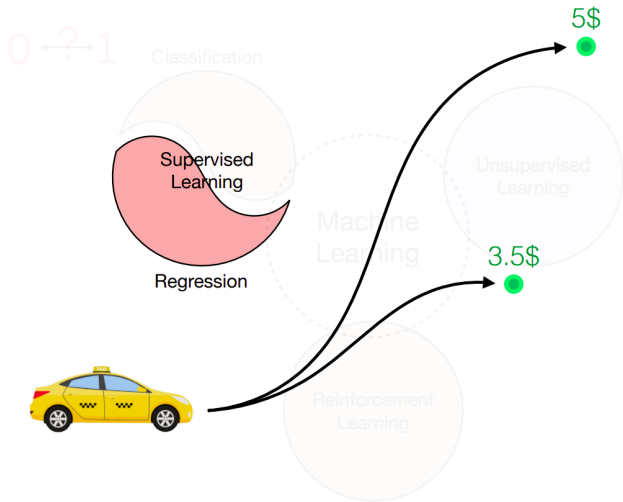 5$
0 ? 1
Classification
Supervised
Learning
Unsupervised
Learning
Machine
Learning
3.5$
Regression
Reinforcement
Learning